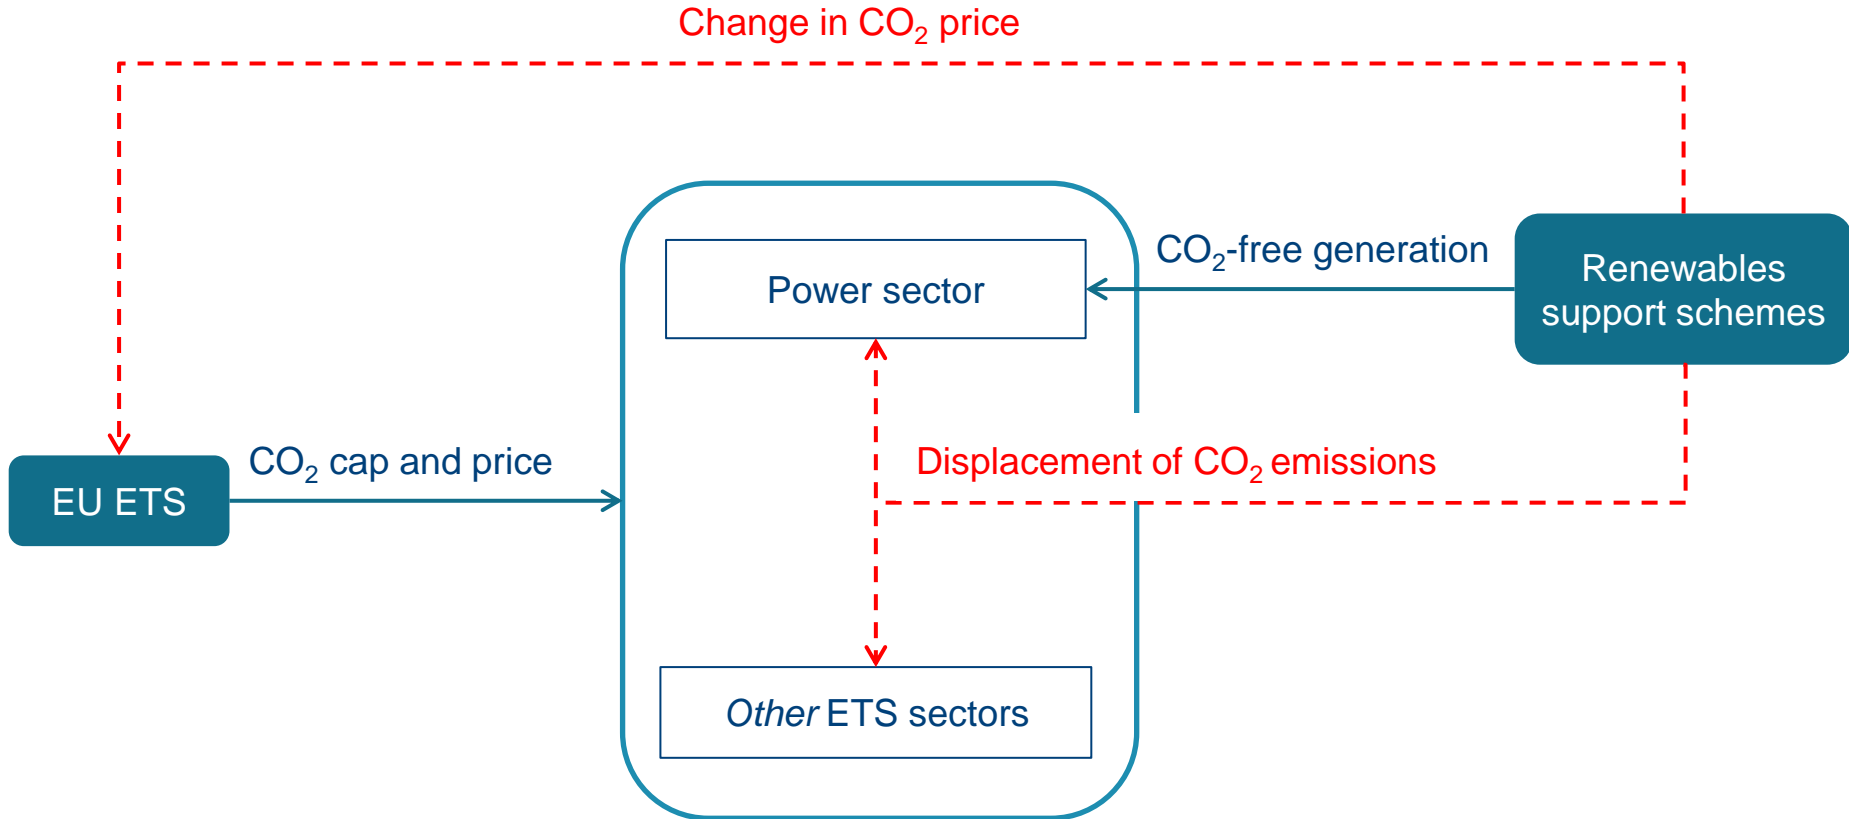 Change in CO₂ price
CO₂-free generation
Power sector
Renewables
support schemes
CO₂ cap and price
Displacement of CO₂ emissions
EU ETS
Other ETS sectors